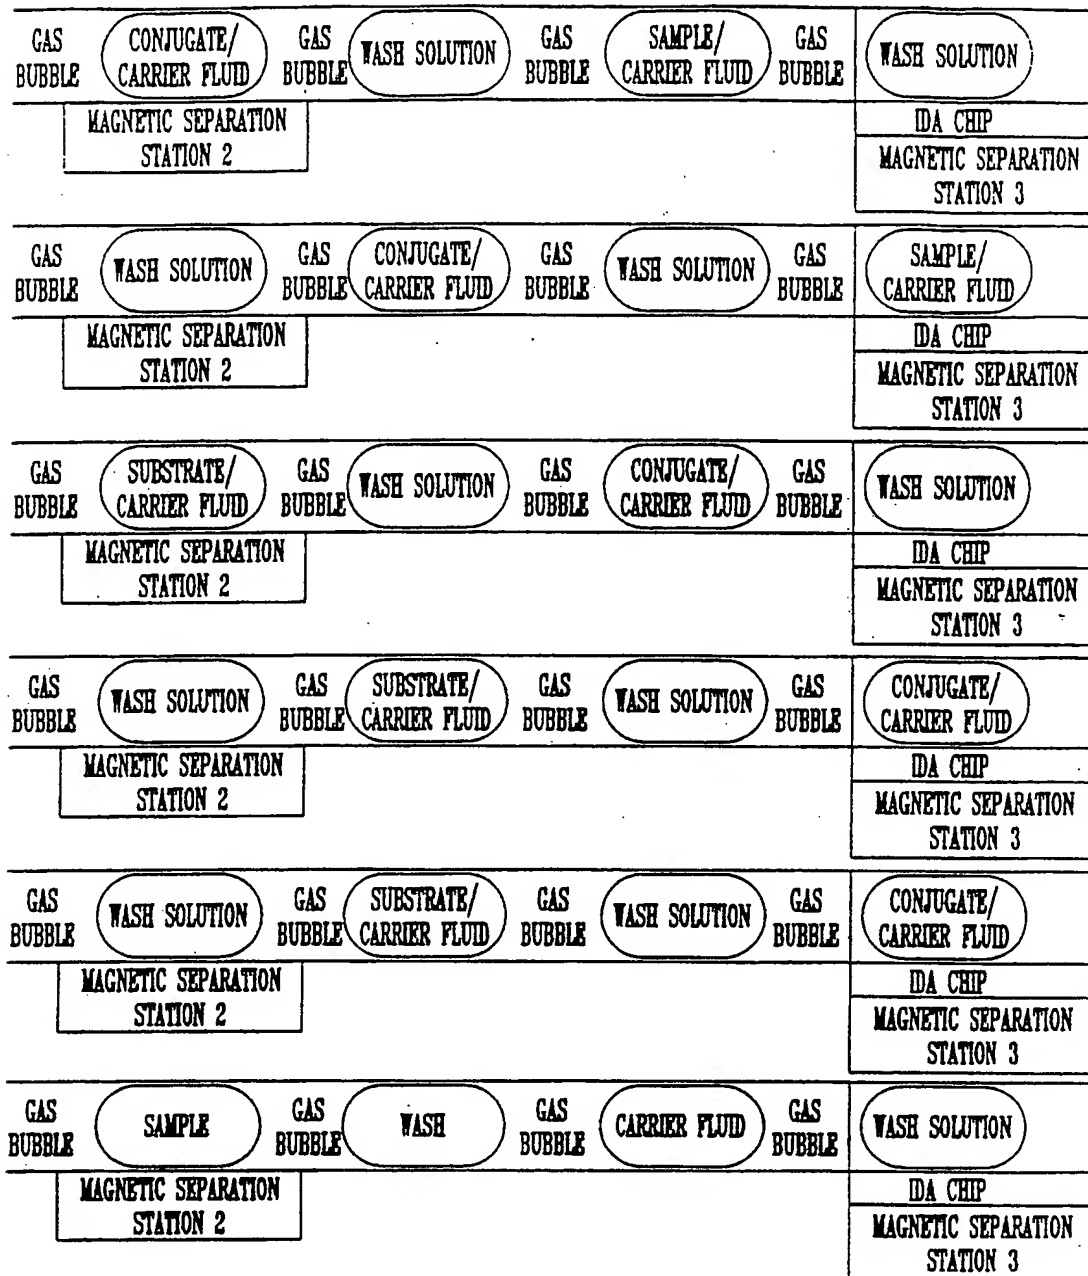 GAS BUBBLE
CONJUGATE/
CARRIER FLUID
GAS BUBBLE
WASH SOLUTION
GAS BUBBLE
SAMPLE/
CARRIER FLUID
GAS BUBBLE
WASH SOLUTION
MAGNETIC SEPARATION
STATION 2
IDA CHIP
MAGNETIC SEPARATION
STATION 3
GAS BUBBLE
WASH SOLUTION
GAS BUBBLE
CONJUGATE/
CARRIER FLUID
GAS BUBBLE
WASH SOLUTION
GAS BUBBLE
SAMPLE/
CARRIER FLUID
MAGNETIC SEPARATION
STATION 2
IDA CHIP
MAGNETIC SEPARATION
STATION 3
GAS BUBBLE
SUBSTRATE/
CARRIER FLUID
GAS BUBBLE
WASH SOLUTION
GAS BUBBLE
CONJUGATE/
CARRIER FLUID
GAS BUBBLE
WASH SOLUTION
MAGNETIC SEPARATION
STATION 2
IDA CHIP
MAGNETIC SEPARATION
STATION 3
GAS BUBBLE
WASH SOLUTION
GAS BUBBLE
SUBSTRATE/
CARRIER FLUID
GAS BUBBLE
WASH SOLUTION
GAS BUBBLE
CONJUGATE/
CARRIER FLUID
MAGNETIC SEPARATION
STATION 2
IDA CHIP
MAGNETIC SEPARATION
STATION 3
GAS BUBBLE
WASH SOLUTION
GAS BUBBLE
SUBSTRATE/
CARRIER FLUID
GAS BUBBLE
WASH SOLUTION
GAS BUBBLE
CONJUGATE/
CARRIER FLUID
MAGNETIC SEPARATION
STATION 2
IDA CHIP
MAGNETIC SEPARATION
STATION 3
GAS BUBBLE
SAMPLE
GAS BUBBLE
WASH
GAS BUBBLE
CARRIER FLUID
GAS BUBBLE
WASH SOLUTION
MAGNETIC SEPARATION
STATION 2
IDA CHIP
MAGNETIC SEPARATION
STATION 3